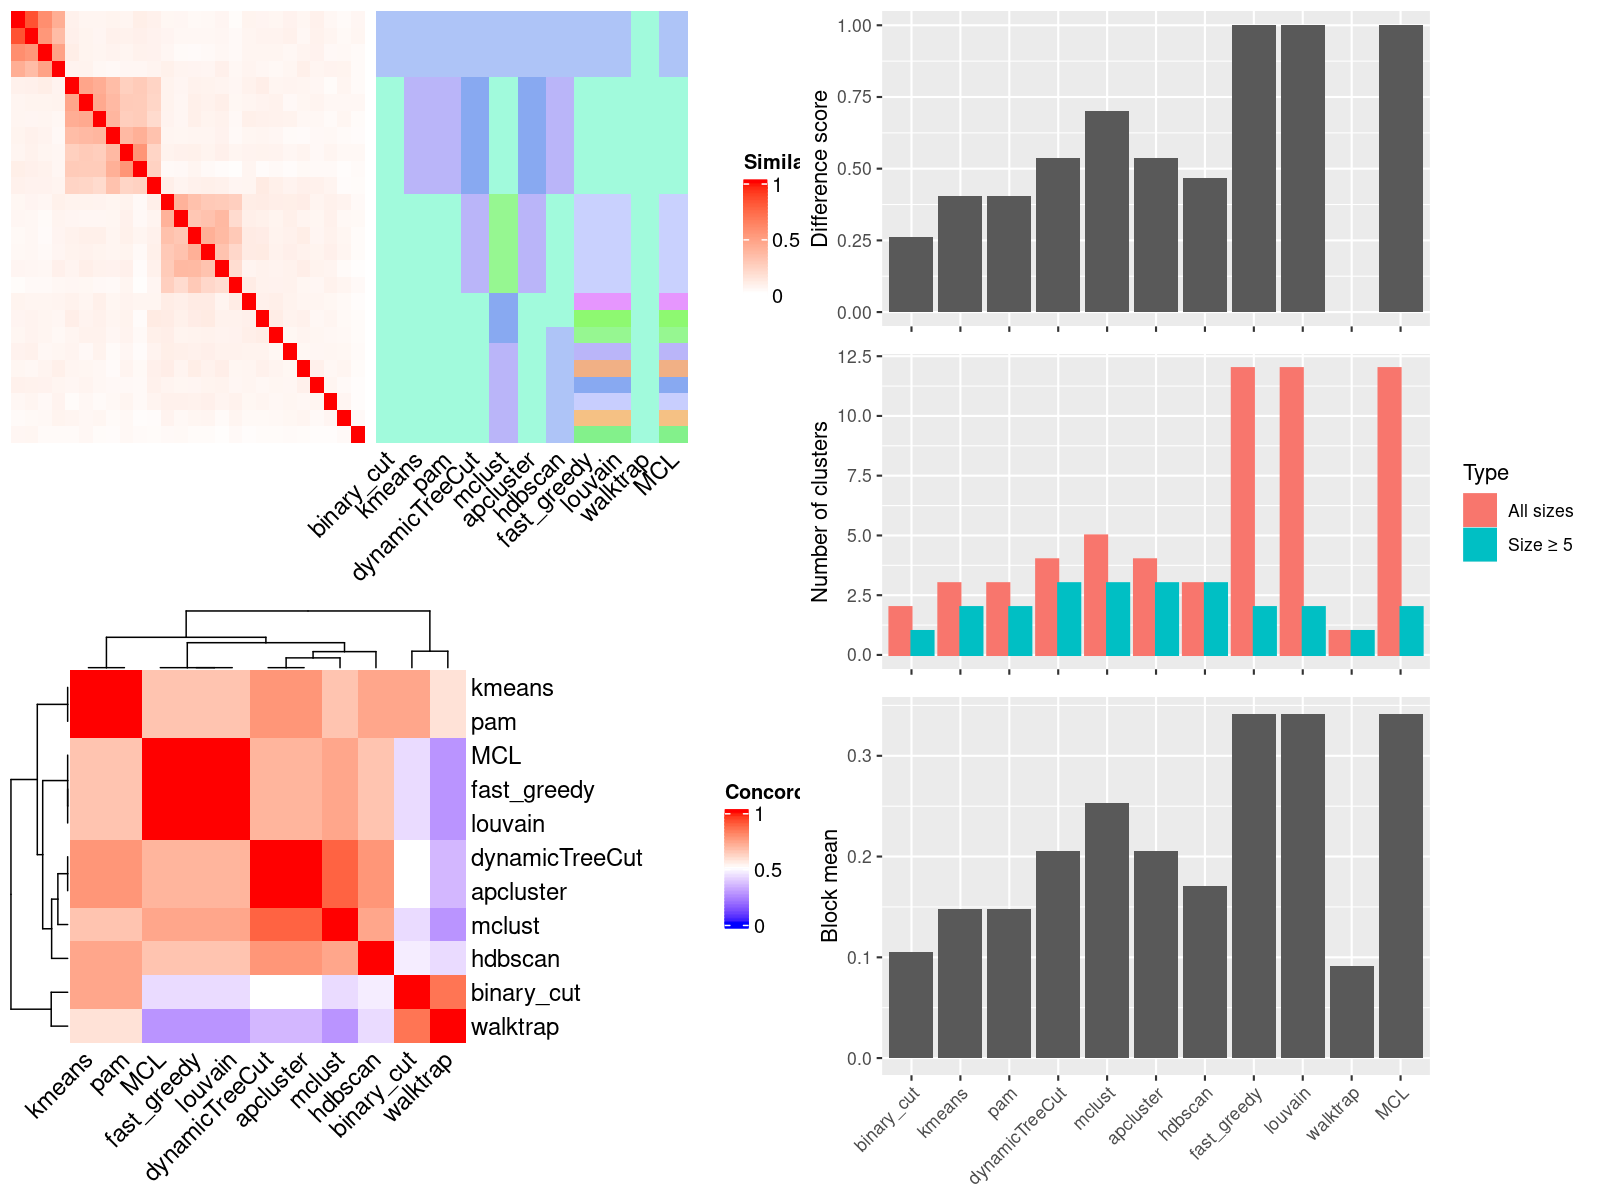 Simila
1
0.5
0
binary_cut
kmeans
pam
dynamicTreeCut
mclust
apcluster
hdbscan
fast_greedy
louvain
walktrap
MCL
kmeans
pam
MCL
fast_greedy
louvain
dynamicTreeCut
apcluster
mclust
hdbscan
binary_cut
walktrap
Concord
1
0.5
0
kmeans
pam
MCL
fast_greedy
louvain
dynamicTreeCut
apcluster
mclust
hdbscan
binary_cut
walktrap
Difference score
1.00
0.75
0.50
0.25
0.00
Number of clusters
12.5
10.0
7.5
5.0
2.5
0.0
Type
All sizes
Size ≥ 5
Block mean
0.3
0.2
0.1
0.0
binary_cut
kmeans
pam
dynamicTreeCut
mclust
apcluster
hdbscan
fast_greedy
louvain
walktrap
MCL